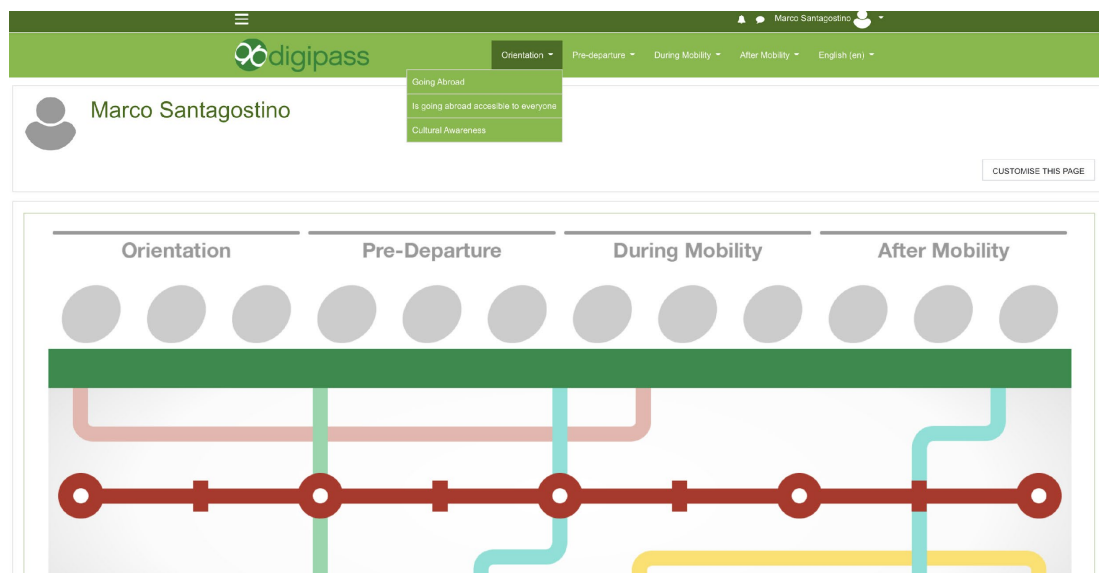 Marco Santagostino
digipass
Orientation Pre-departure During Mobility After Mobility English (en)
Going Abroad
Is going abroad accesible to everyone
Cultural Awareness
Marco Santagostino
CUSTOMISE THIS PAGE
Orientation Pre-Departure During Mobility After Mobility